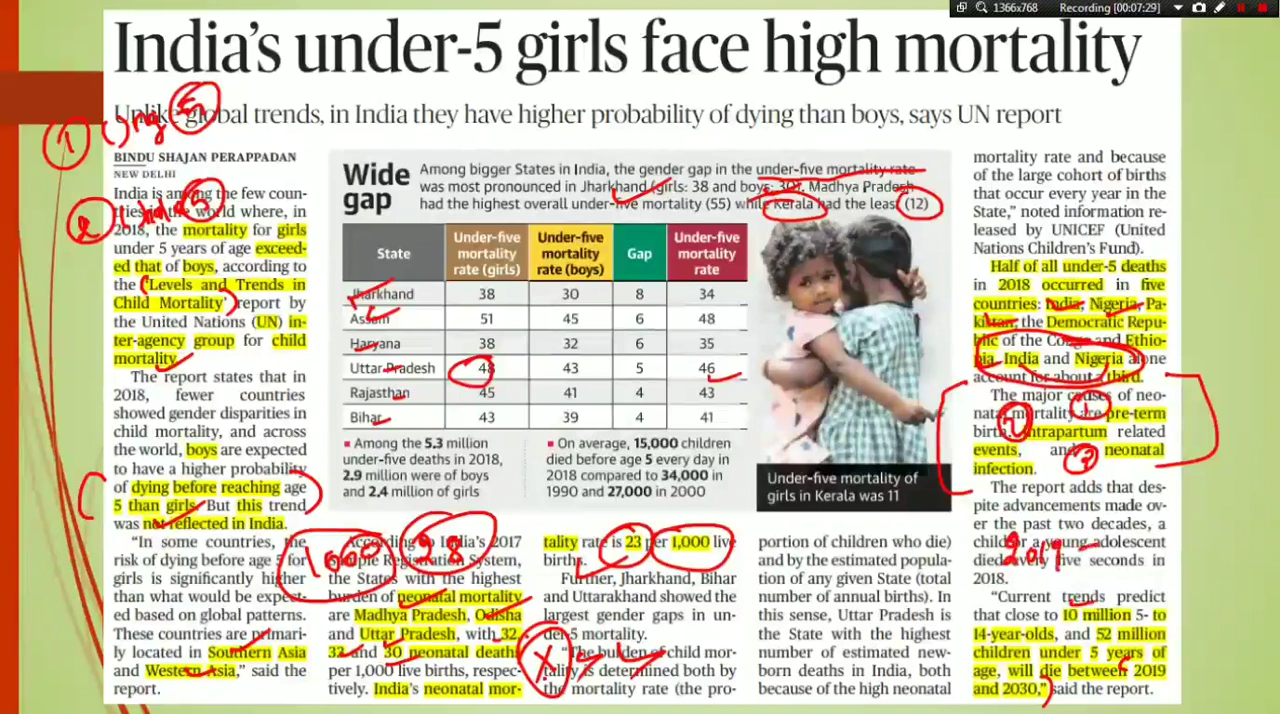 1366x768
Recording [00:07:29]
India's under-5 girls face high mortality
Unlike global trends, in India they have higher probability of dying than boys, says UN report
BINDU SHAJAN PERAPPADAN
NEW DELHI
India is among the few coun-
tries in the world where, in
2018, the mortality for girls
under 5 years of age exceed-
ed that of boys, according to
the 'Levels and Trends in
Child Mortality' report by
the United Nations (UN) in-
ter-agency group for child
mortality.
The report states that in
2018, fewer countries
showed gender disparities in
child mortality, and across
the world, boys are expected
to have a higher probability
of dying before reaching age
5 than girls. But this trend
was not reflected in India.
"In some countries, the
risk of dying before age 5 for
girls is significantly higher
than what would be expect-
ed based on global patterns.
These countries are primari-
ly located in Southern Asia
and Western Asia," said the
report.
Wide gap
Among bigger States in India, the gender gap in the under-five mortality rate
was most pronounced in Jharkhand (girls: 38 and boys: 30). Madhya Pradesh
had the highest overall under-five mortality (55) while Kerala had the least (12)
State | Under-five mortality rate (girls) | Under-five mortality rate (boys) | Gap | Under-five mortality rate
Jharkhand 38 30 8 34
Assam 51 45 6 48
Haryana 38 32 6 35
Uttar Pradesh 48 43 5 46
Rajasthan 45 41 4 43
Bihar 43 39 4 41
Among the 5.3 million
under-five deaths in 2018,
2.9 million were of boys
and 2.4 million of girls
On average, 15,000 children
died before age 5 every day in
2018 compared to 34,000 in
1990 and 27,000 in 2000
Under-five mortality of
girls in Kerala was 11
According to India's 2017
Sample Registration System,
the States with the highest
burden of neonatal mortality
are Madhya Pradesh, Odisha
and Uttar Pradesh, with 32,
32 and 30 neonatal deaths
per 1,000 live births, respec-
tively. India's neonatal mor-
tality rate is 23 per 1,000 live
births.
Further, Jharkhand, Bihar
and Uttarakhand showed the
largest gender gaps in un-
der-5 mortality.
"The burden of child mor-
tality is determined both by
the mortality rate (the pro-
portion of children who die)
and by the estimated popula-
tion of any given State (total
number of annual births). In
this sense, Uttar Pradesh is
the State with the highest
number of estimated new-
born deaths in India, both
because of the high neonatal
mortality rate and because
of the large cohort of births
that occur every year in the
State," noted information re-
leased by UNICEF (United
Nations Children's Fund).
Half of all under-5 deaths
in 2018 occurred in five
countries: India, Nigeria, Pa-
kistan, the Democratic Repu-
blic of the Congo and Ethio-
pia. India and Nigeria alone
account for about a third.
The major causes of neo-
natal mortality are pre-term
birth, intrapartum related
events, and neonatal
infection.
The report adds that des-
pite advancements made ov-
er the past two decades, a
child or a young adolescent
died every five seconds in
2018.
"Current trends predict
that close to 10 million 5- to
14-year-olds, and 52 million
children under 5 years of
age, will die between 2019
and 2030," said the report.
1
5
2
5
1000
28
1
2
3
2019
X